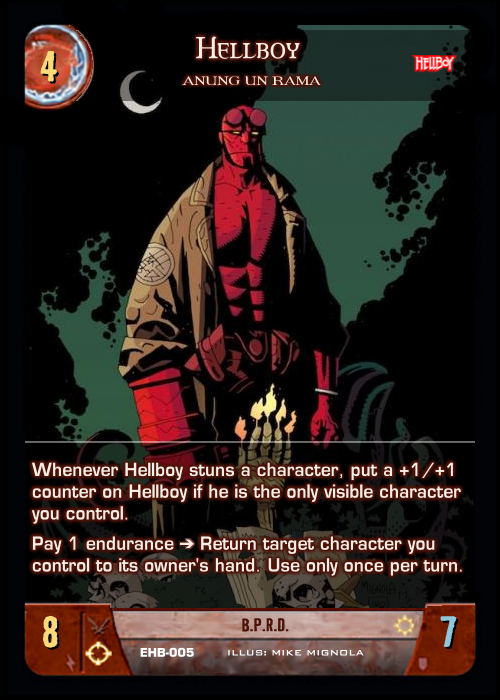 4
Hellboy
Anung Un Rama
HELLBOY
Whenever Hellboy stuns a character, put a +1/+1
counter on Hellboy if he is the only visible character
you control.
Pay 1 endurance ➔ Return target character you
control to its owner's hand. Use only once per turn.
8
B.P.R.D.
7
EHB-005
ILLUS: MIKE MIGNOLA